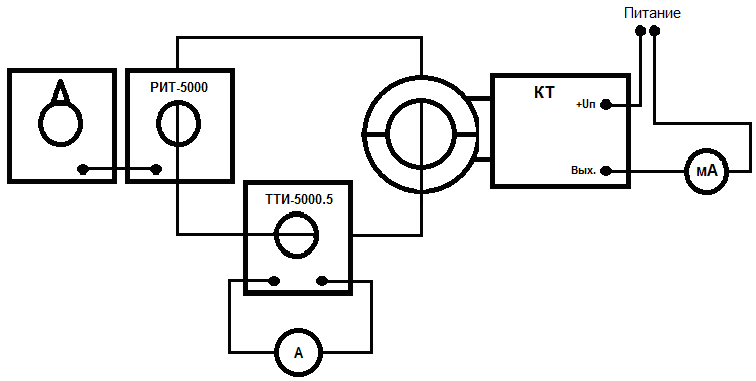 Питание
РИТ-5000
КТ
+Uп
Вых.
мА
ТТИ-5000.5
А